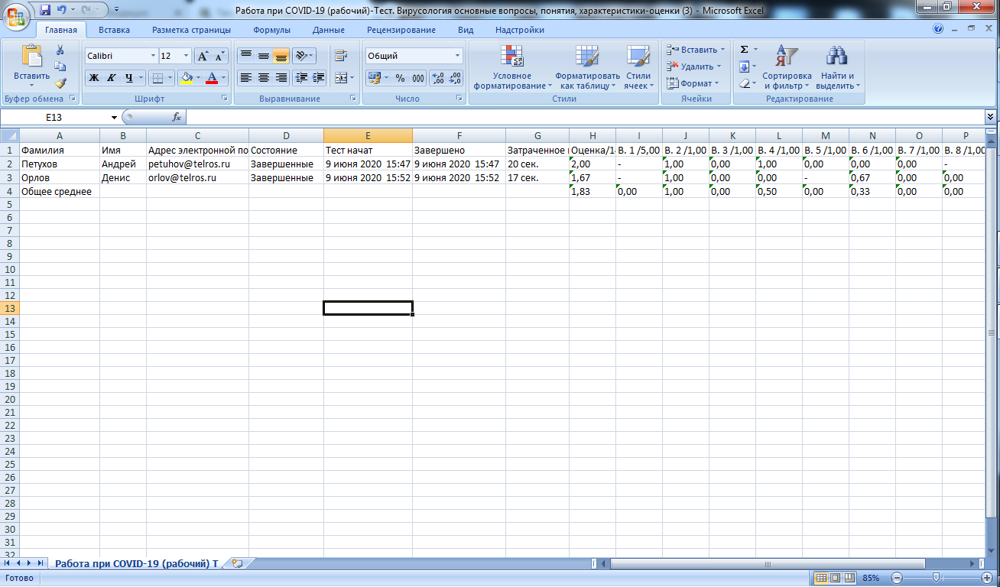 Работа при COVID-19 (рабочий)-Тест. Вирусология основные вопросы, понятия, характеристики-оценки (3) - Microsoft Excel
Главная Вставка Разметка страницы Формулы Данные Рецензирование Вид Надстройки
Вставить
Буфер обмена
Calibri 12
Ж К Ч
Шрифт
Выравнивание
Общий
% 000
Число
Условное форматирование
Форматировать как таблицу
Стили ячеек
Стили
Вставить
Удалить
Формат
Ячейки
Σ
Сортировка и фильтр
Найти и выделить
Редактирование
E13 fx
A B C D E F G H I J K L M N O P
1 Фамилия Имя Адрес электронной по Состояние Тест начат Завершено Затраченное Оценка/1 В. 1 /5,00 В. 2 /1,00 В. 3 /1,00 В. 4 /1,00 В. 5 /1,00 В. 6 /1,00 В. 7 /1,00 В. 8 /1,00
2 Петухов Андрей petuhov@telros.ru Завершенные 9 июня 2020 15:47 9 июня 2020 15:47 20 сек. 2,00 - 1,00 0,00 1,00 0,00 0,00 0,00 -
3 Орлов Денис orlov@telros.ru Завершенные 9 июня 2020 15:52 9 июня 2020 15:52 17 сек. 1,67 - 1,00 0,00 0,00 - 0,67 0,00 0,00
4 Общее среднее 1,83 0,00 1,00 0,00 0,50 0,00 0,33 0,00 0,00
5
6
7
8
9
10
11
12
13
14
15
16
17
18
19
20
21
22
23
24
25
26
27
28
29
30
31
32
Работа при COVID-19 (рабочий) Т
Готово 85%